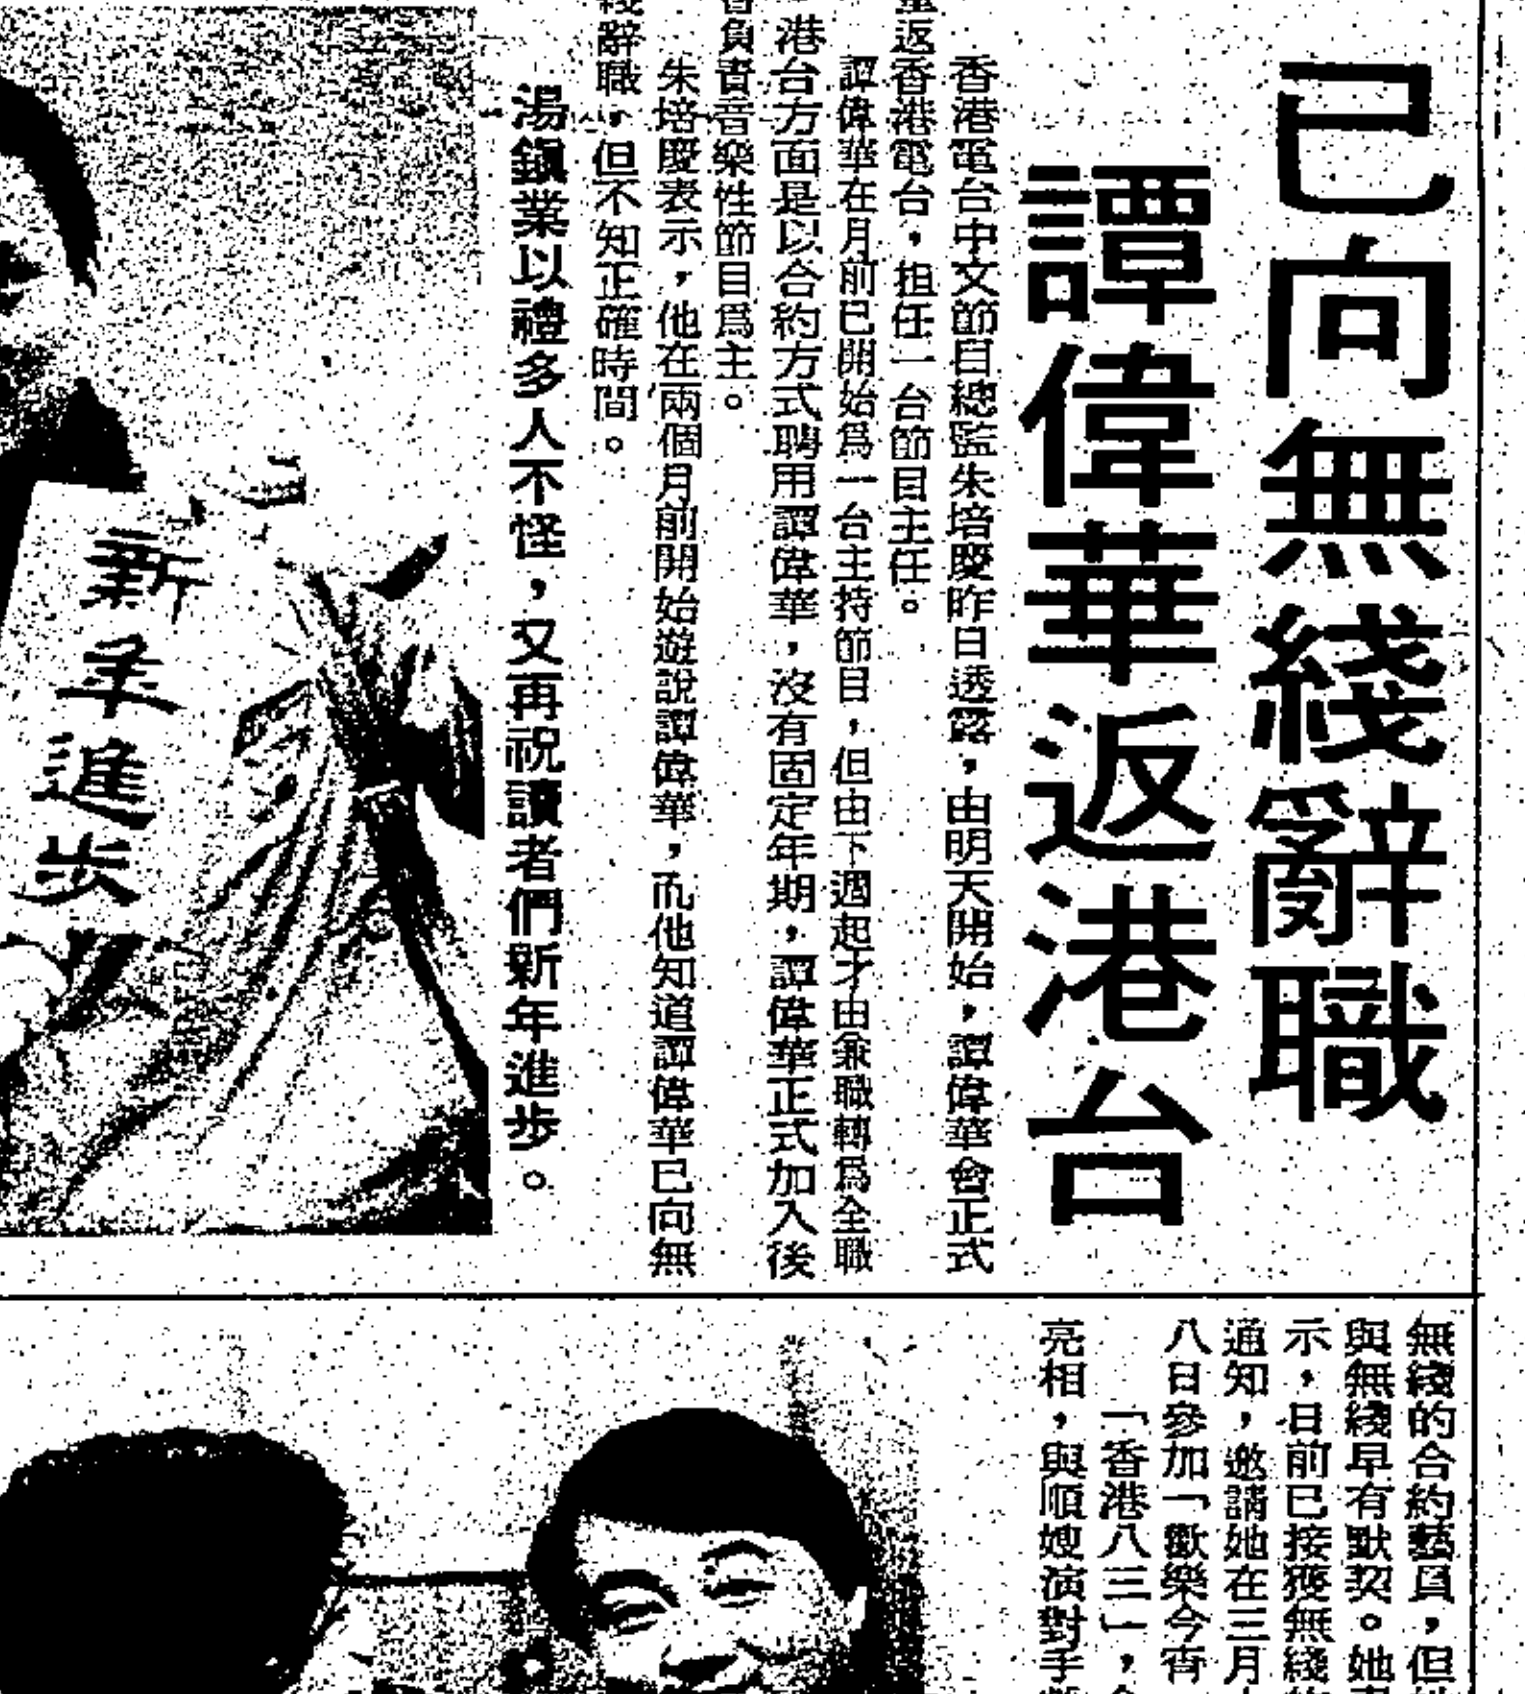 已向無綫辭職
譚偉華返港台
香港電台中文節目總監朱培慶昨日透露，由明天開始，譚偉華會正式
重返香港電台，担任一台節目主任。
譚偉華在月前已開始爲一台主持節目，但由下週起才由兼職轉爲全職
港台方面是以合約方式聘用譚偉華，沒有固定年期，譚偉華正式加入後
會負責音樂性節目爲主。
朱培慶表示，他在兩個月前開始遊說譚偉華，而他知道譚偉華已向無
綫辭職，但不知正確時間。
湯鎮業以禮多人不怪，又再祝讀者們新年進步。
新年進步
無綫的合約藝員，但
與無綫早有默契。她
示，日前已接獲無綫
通知，邀請她在三月
八日參加「歡樂今宵
「香港八三」，
亮相，與順嫂演對手